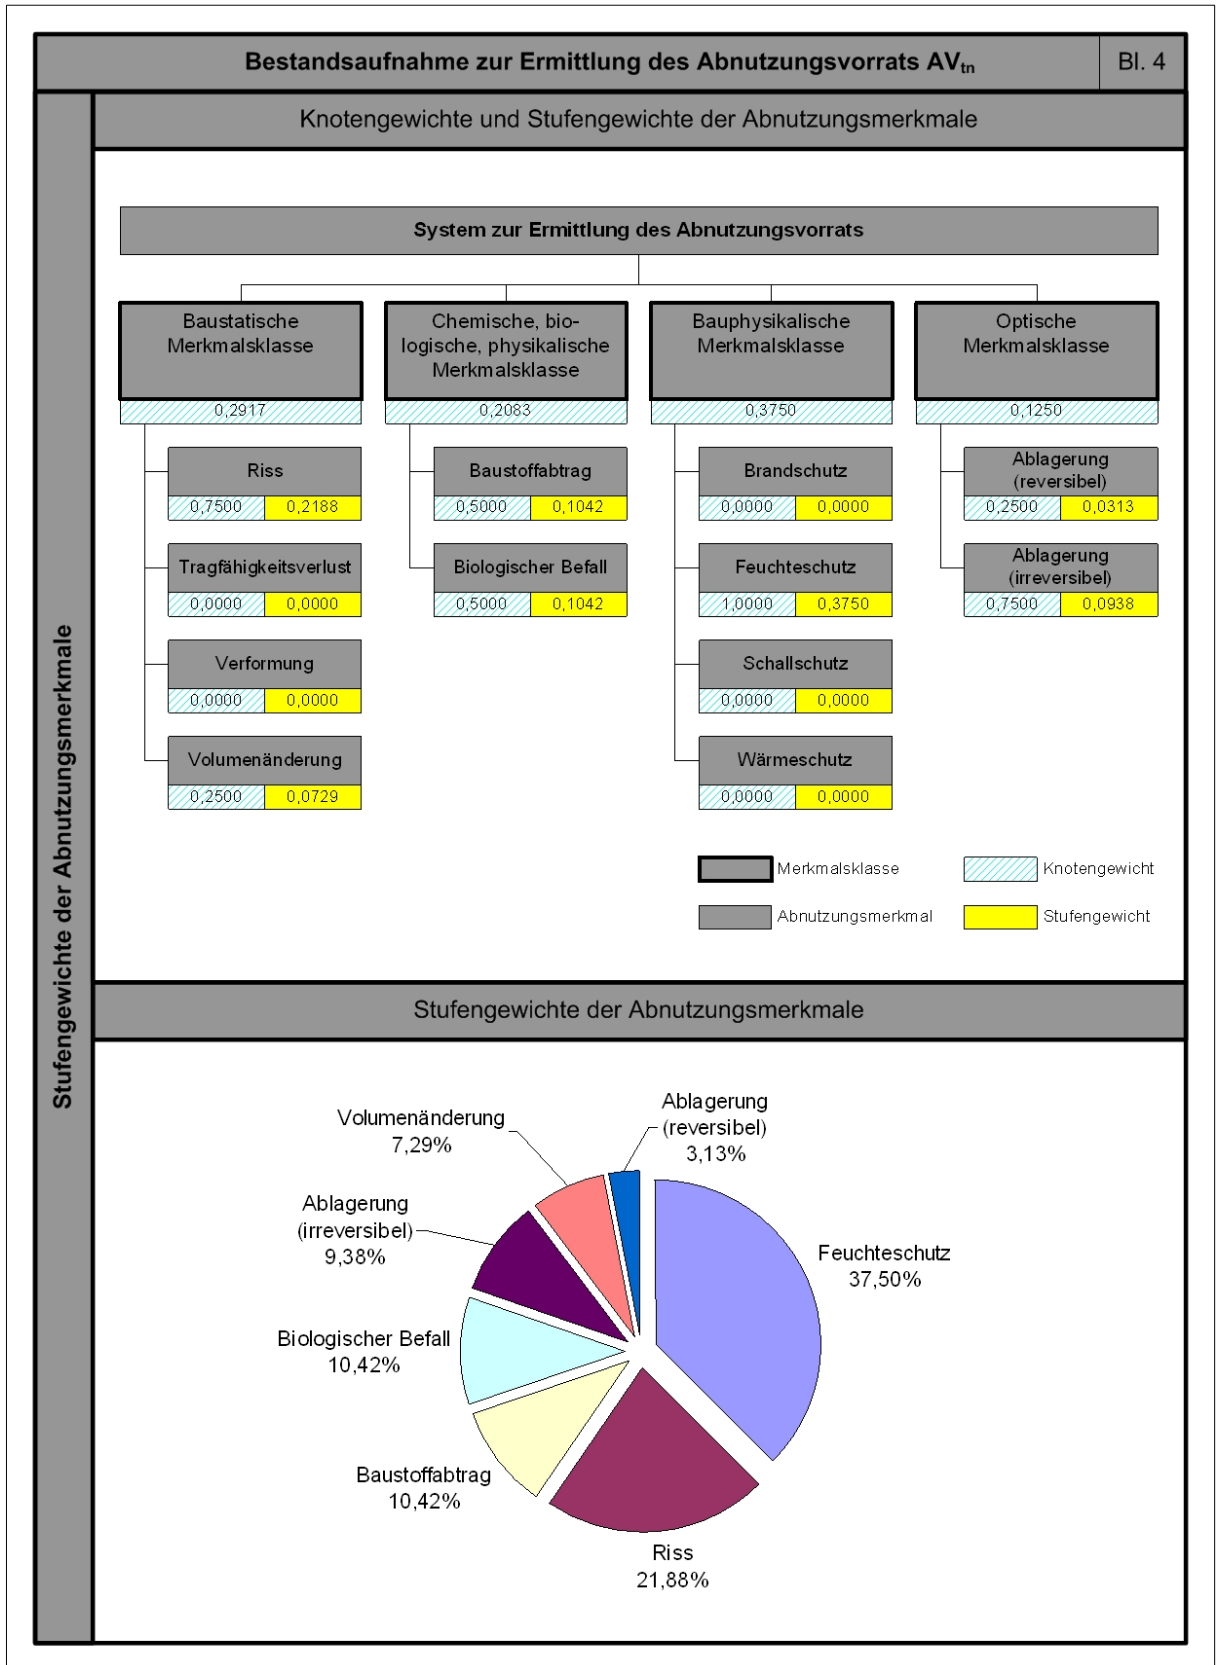 Bestandsaufnahme zur Ermittlung des Abnutzungsvorrats AVtn
Bl. 4
Stufengewichte der Abnutzungsmerkmale
Knotengewichte und Stufengewichte der Abnutzungsmerkmale
System zur Ermittlung des Abnutzungsvorrats
Baustatische
Merkmalsklasse
0,2917
Riss
0,7500 0,2188
Tragfähigkeitsverlust
0,0000 0,0000
Verformung
0,0000 0,0000
Volumenänderung
0,2500 0,0729
Chemische, bio-
logische, physikalische
Merkmalsklasse
0,2083
Baustoffabtrag
0,5000 0,1042
Biologischer Befall
0,5000 0,1042
Bauphysikalische
Merkmalsklasse
0,3750
Brandschutz
0,0000 0,0000
Feuchteschutz
1,0000 0,3750
Schallschutz
0,0000 0,0000
Wärmeschutz
0,0000 0,0000
Optische
Merkmalsklasse
0,1250
Ablagerung
(reversibel)
0,2500 0,0313
Ablagerung
(irreversibel)
0,7500 0,0938
Merkmalsklasse
Knotengewicht
Abnutzungsmerkmal
Stufengewicht
Stufengewichte der Abnutzungsmerkmale
Ablagerung
(reversibel)
3,13%
Volumenänderung
7,29%
Ablagerung
(irreversibel)
9,38%
Feuchteschutz
37,50%
Biologischer Befall
10,42%
Baustoffabtrag
10,42%
Riss
21,88%